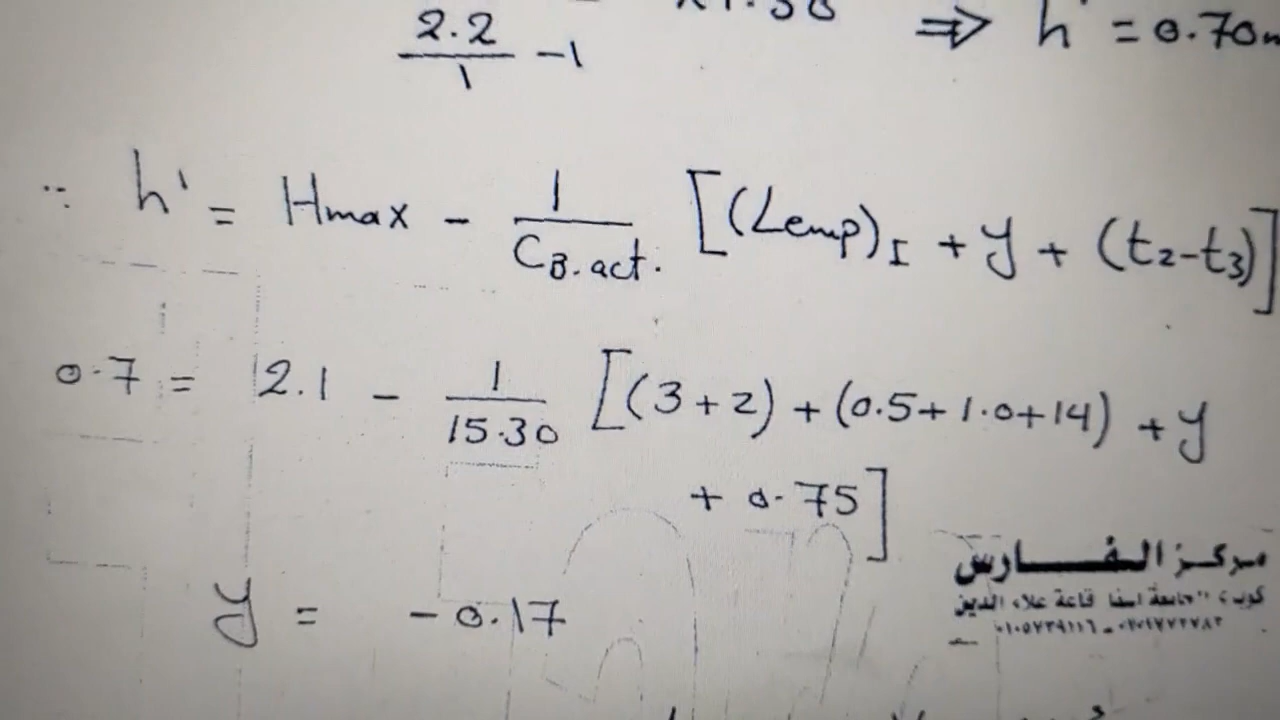 2.2/1 - 1 ⇒ h' = 0.70m
∵ h' = Hmax - 1/C_B.act. [(Lemp)_I + y + (t2-t3)]
0.7 = 2.1 - 1/15.30 [(3+2) + (0.5+1.0+14) + y
+ 0.75]
y = -0.17
مركز الفارس